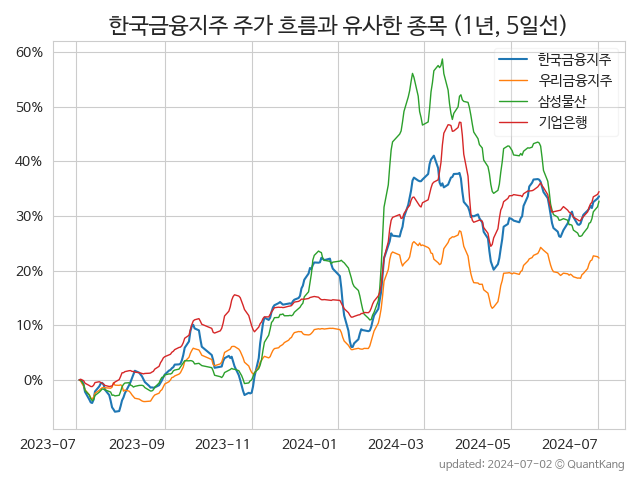 한국금융지주 주가 흐름과 유사한 종목 (1년, 5일선)
60%
50%
40%
30%
20%
10%
0%
한국금융지주
우리금융지주
삼성물산
기업은행
2023-07 2023-09 2023-11 2024-01 2024-03 2024-05 2024-07
updated: 2024-07-02 © QuantKang